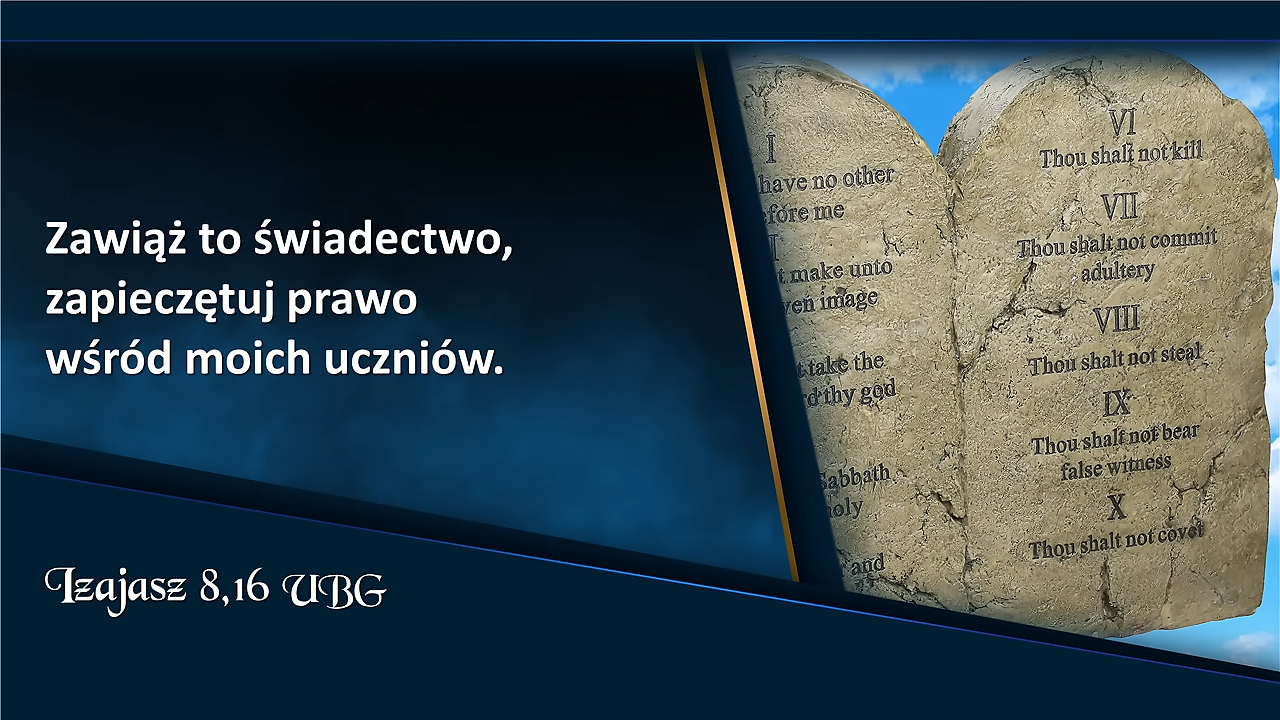 Zawiąż to świadectwo,
zapieczętuj prawo
wśród moich uczniów.
Izajasz 8,16 UBG
I
have no other
before me
make unto
image
take the
thy god
Sabbath
holy
and
VI
Thou shalt not kill
VII
Thou shalt not commit
adultery
VIII
Thou shalt not steal
IX
Thou shalt not bear
false witness
X
Thou shalt not covet